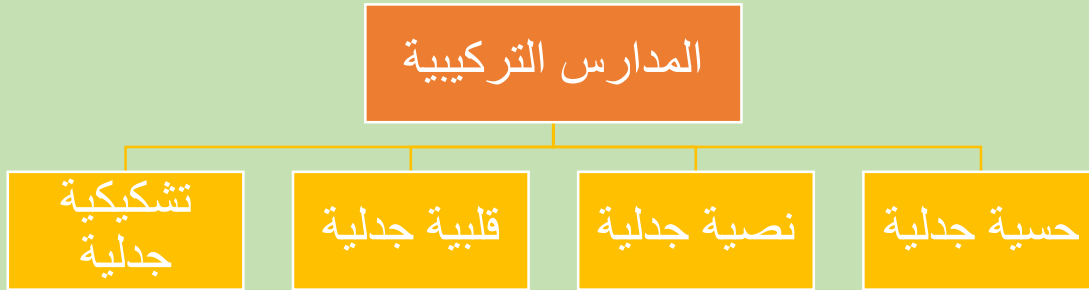 المدارس التركيبية
حسية جدلية
نصية جدلية
قلبية جدلية
تشكيكية
جدلية